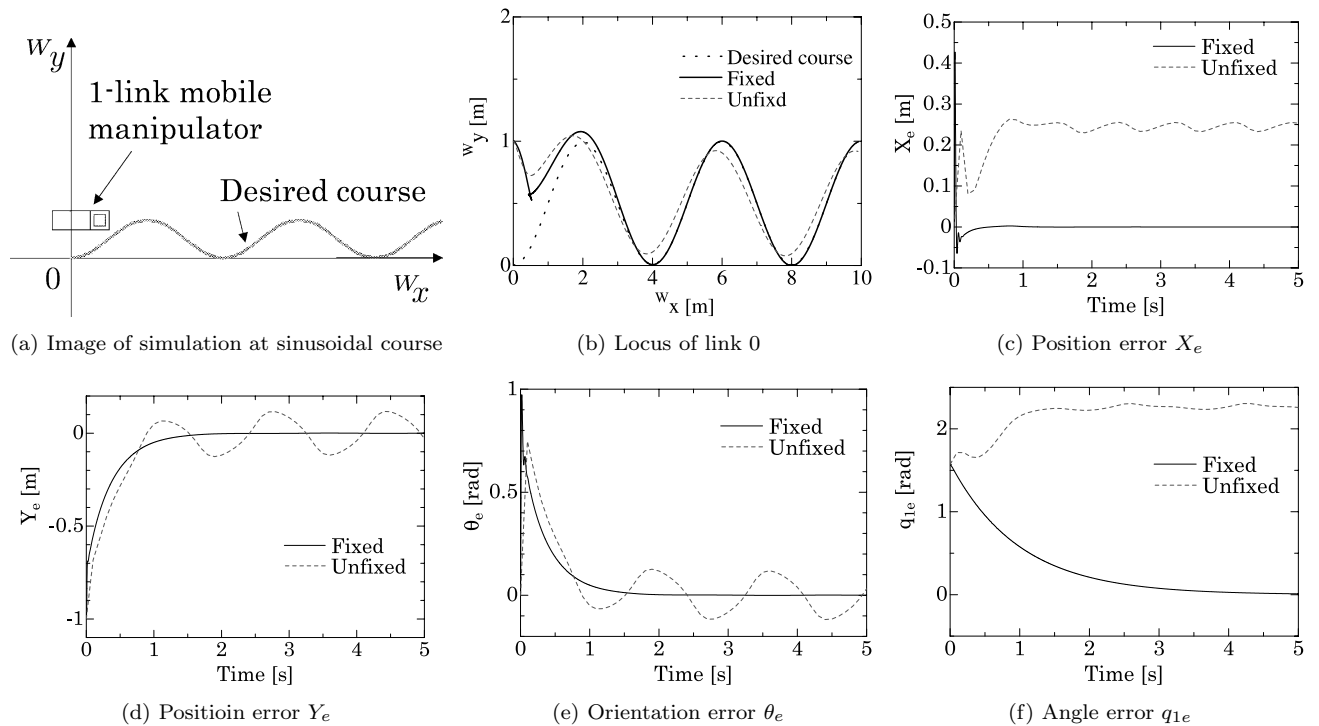 Wy
1-link mobile
manipulator
Desired course
0
Wx
(a) Image of simulation at sinusoidal course
2
1
0
0 2 4 6 8 10
Wy [m]
Wx [m]
Desired course
Fixed
Unfixd
(b) Locus of link 0
0.5
0.4
0.3
0.2
0.1
0
-0.1
0 1 2 3 4 5
Xe [m]
Time [s]
Fixed
Unfixed
(c) Position error Xe
0
-0.5
-1
0 1 2 3 4 5
Ye [m]
Time [s]
Fixed
Unfixed
(d) Positioin error Ye
1
0.5
0
0 1 2 3 4 5
θe [rad]
Time [s]
Fixed
Unfixed
(e) Orientation error θe
2
1
0
0 1 2 3 4 5
q1e [rad]
Time [s]
Fixed
Unfixed
(f) Angle error q1e